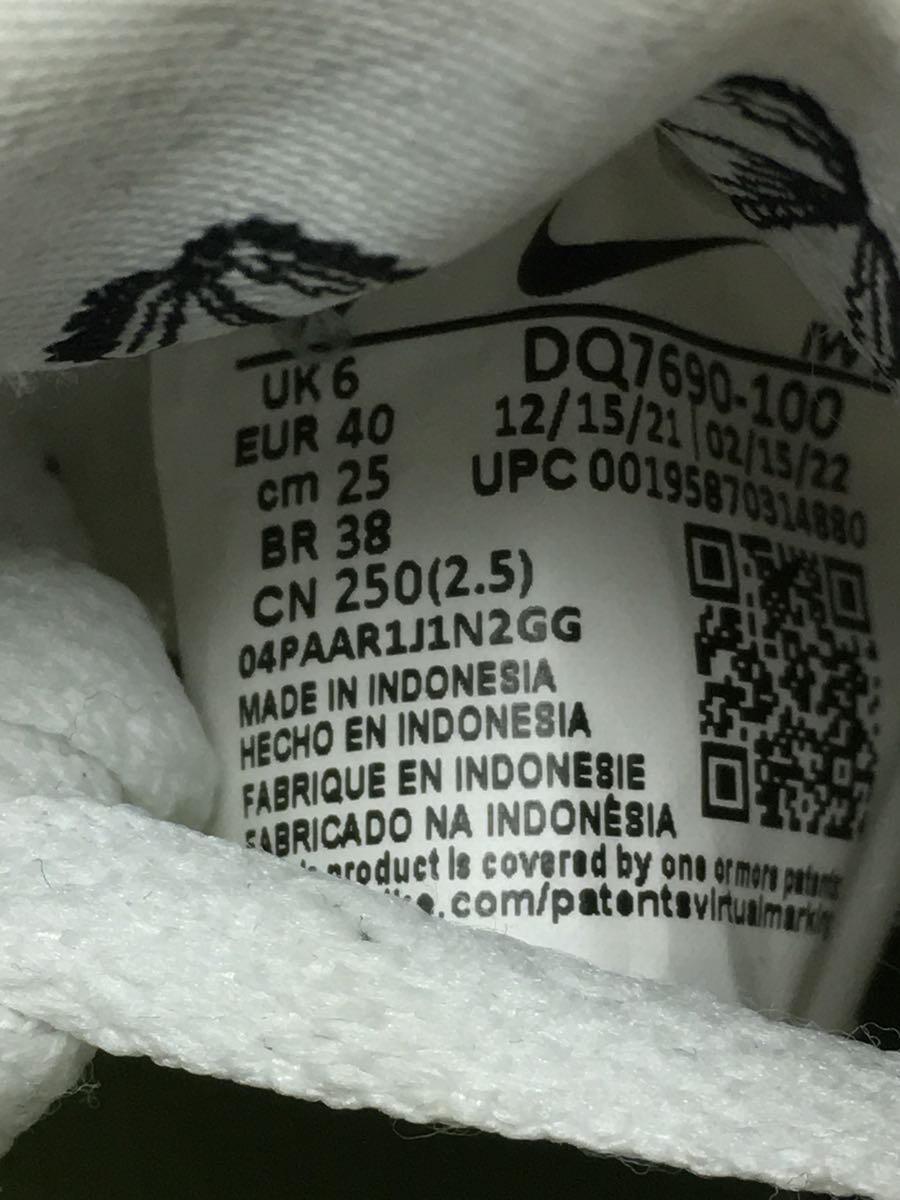 UK 6
EUR 40
cm 25
BR 38
CN 250(2.5)
04PAAR1J1N2GG
MADE IN INDONESIA
HECHO EN INDONESIA
FABRIQUE EN INDONESIE
FABRICADO NA INDONÉSIA
product is covered by one or more patents
.com/patentsvirtualmarking
DQ7690-100
12/15/21 | 02/15/22
UPC 00195870314880